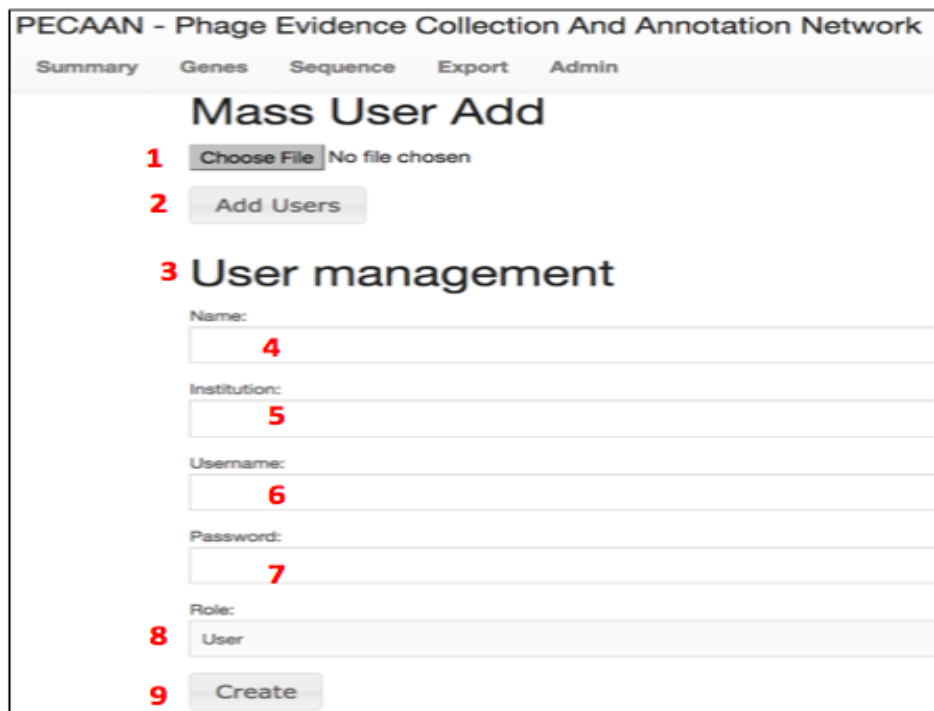 PECAAN - Phage Evidence Collection And Annotation Network
Summary Genes Sequence Export Admin
Mass User Add
1 Choose File No file chosen
2 Add Users
3 User management
Name:
4
Institution:
5
Username:
6
Password:
7
Role:
8 User
9 Create